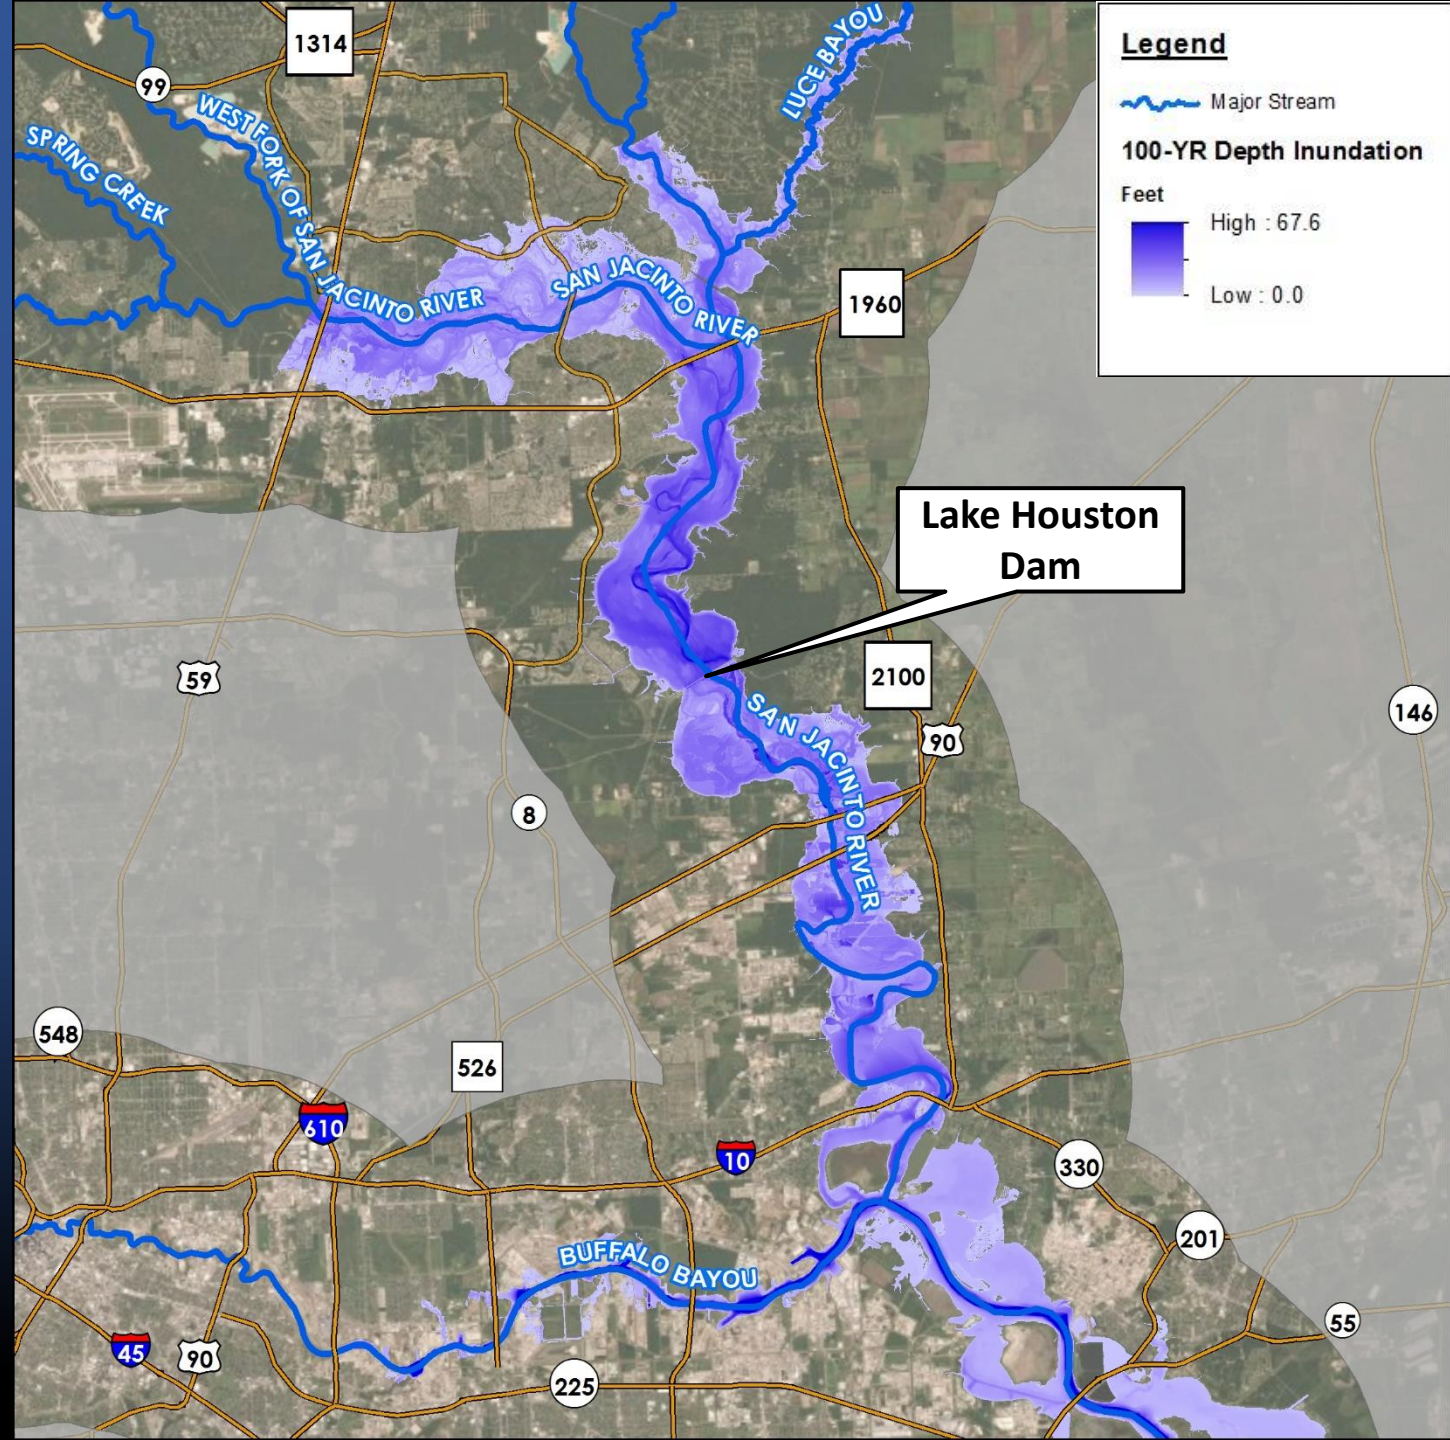 1314
99
WEST FORK OF SAN JACINTO RIVER
SPRING CREEK
LUCE BAYOU
SAN JACINTO RIVER
1960
Legend
Major Stream
100-YR Depth Inundation
Feet
High : 67.6
Low : 0.0
Lake Houston
Dam
59
2100
SAN JACINTO RIVER
90
146
8
548
526
610
10
330
201
BUFFALO BAYOU
55
45
90
225